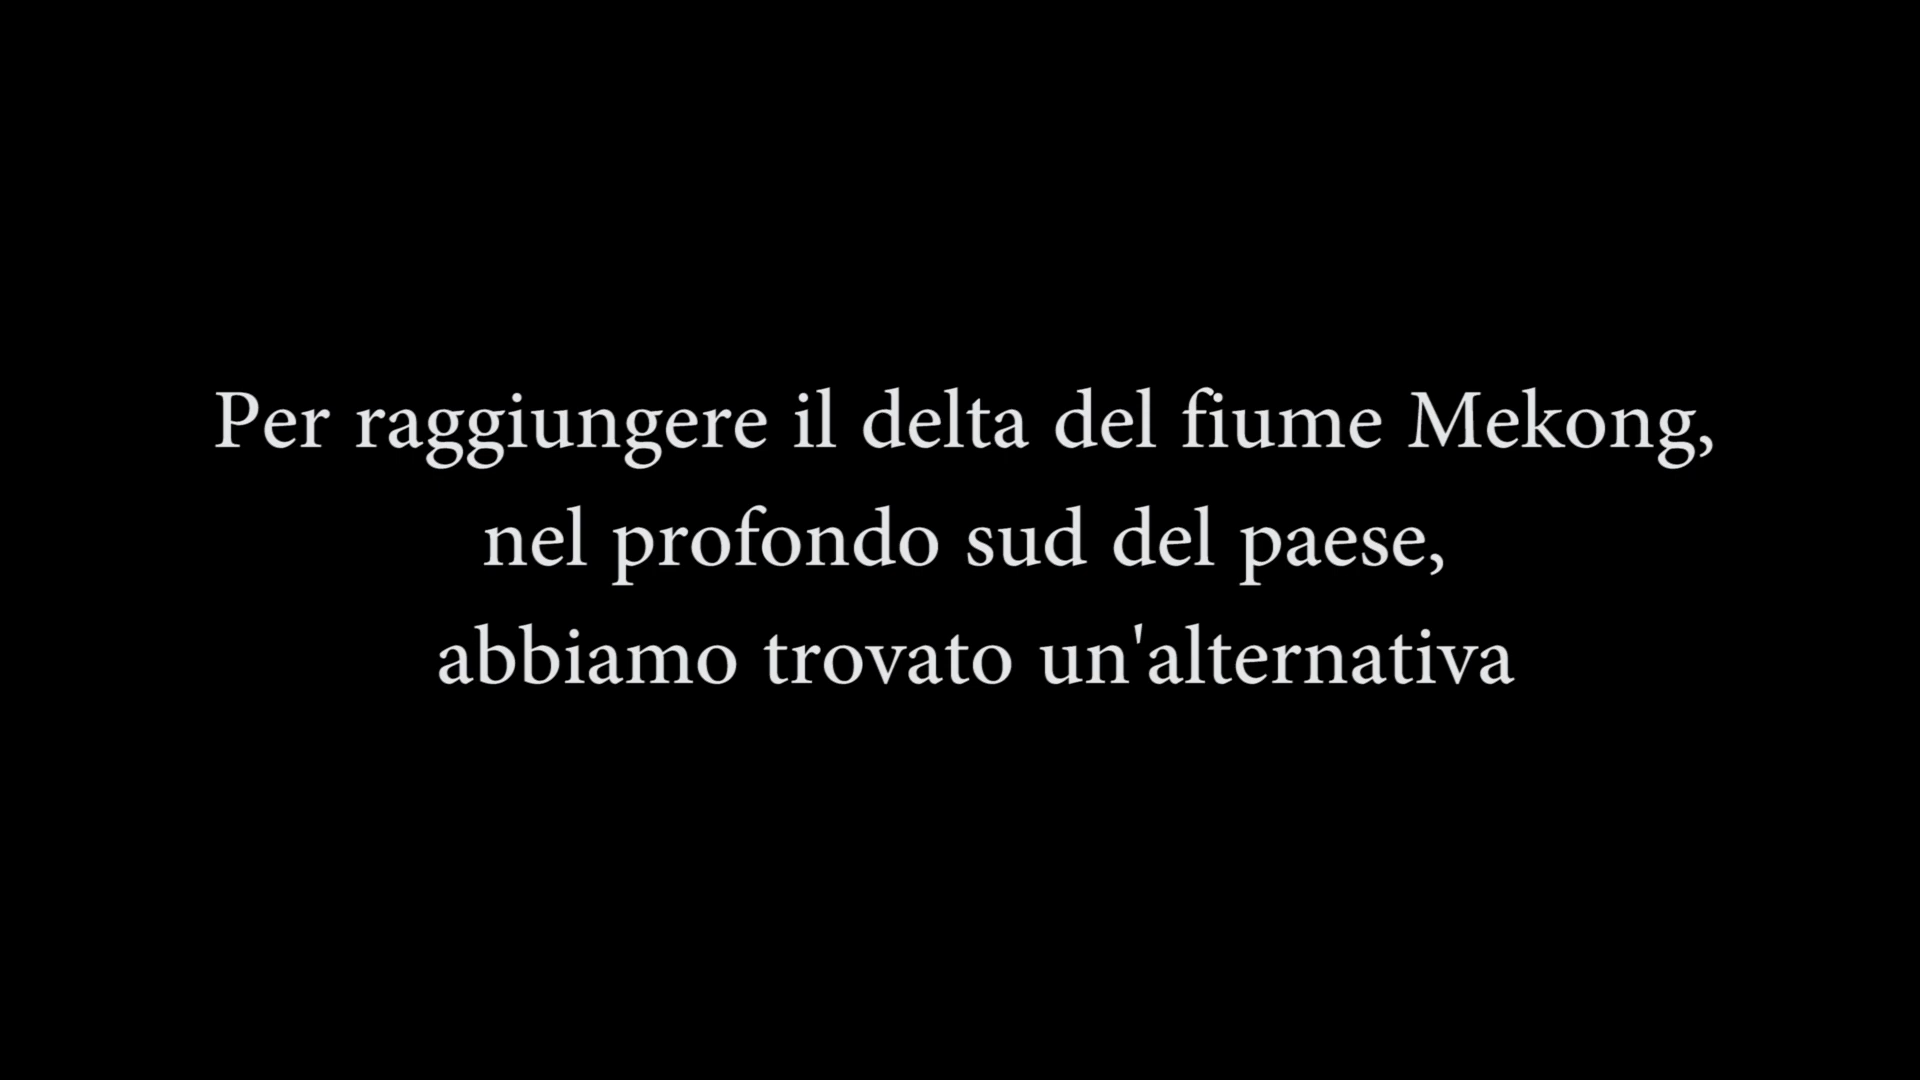 Per raggiungere il delta del fiume Mekong,
nel profondo sud del paese,
abbiamo trovato un'alternativa